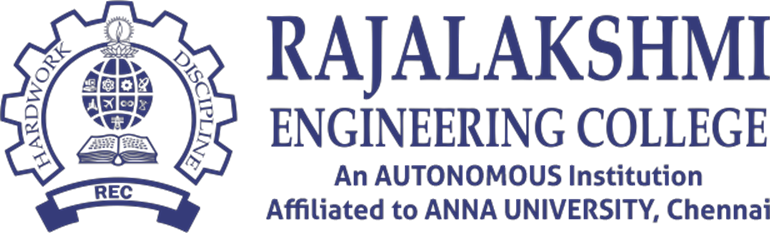 HARDWORK
DISCIPLINE
REC
RAJALAKSHMI
ENGINEERING COLLEGE
An AUTONOMOUS Institution
Affiliated to ANNA UNIVERSITY, Chennai